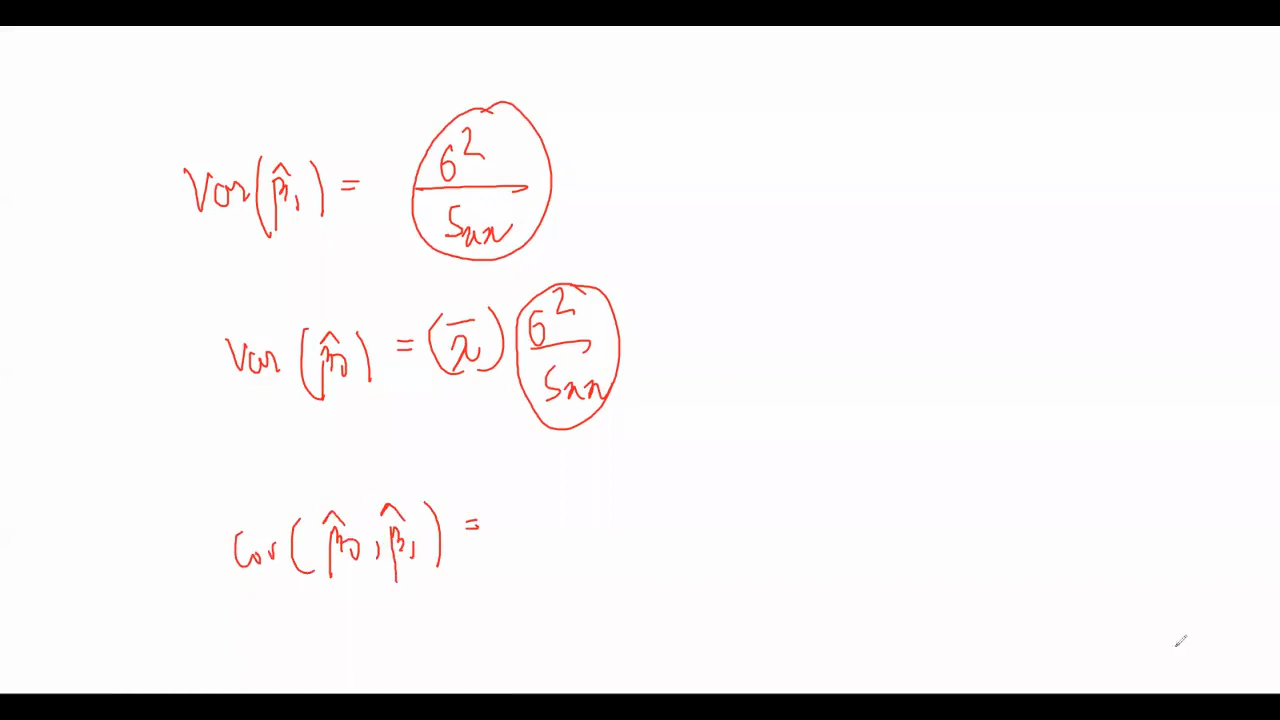 Var(β̂₁) = σ²/Sxx
Var(β̂₀) = (x̄) σ²/Sxx
Cov(β̂₀, β̂₁) =